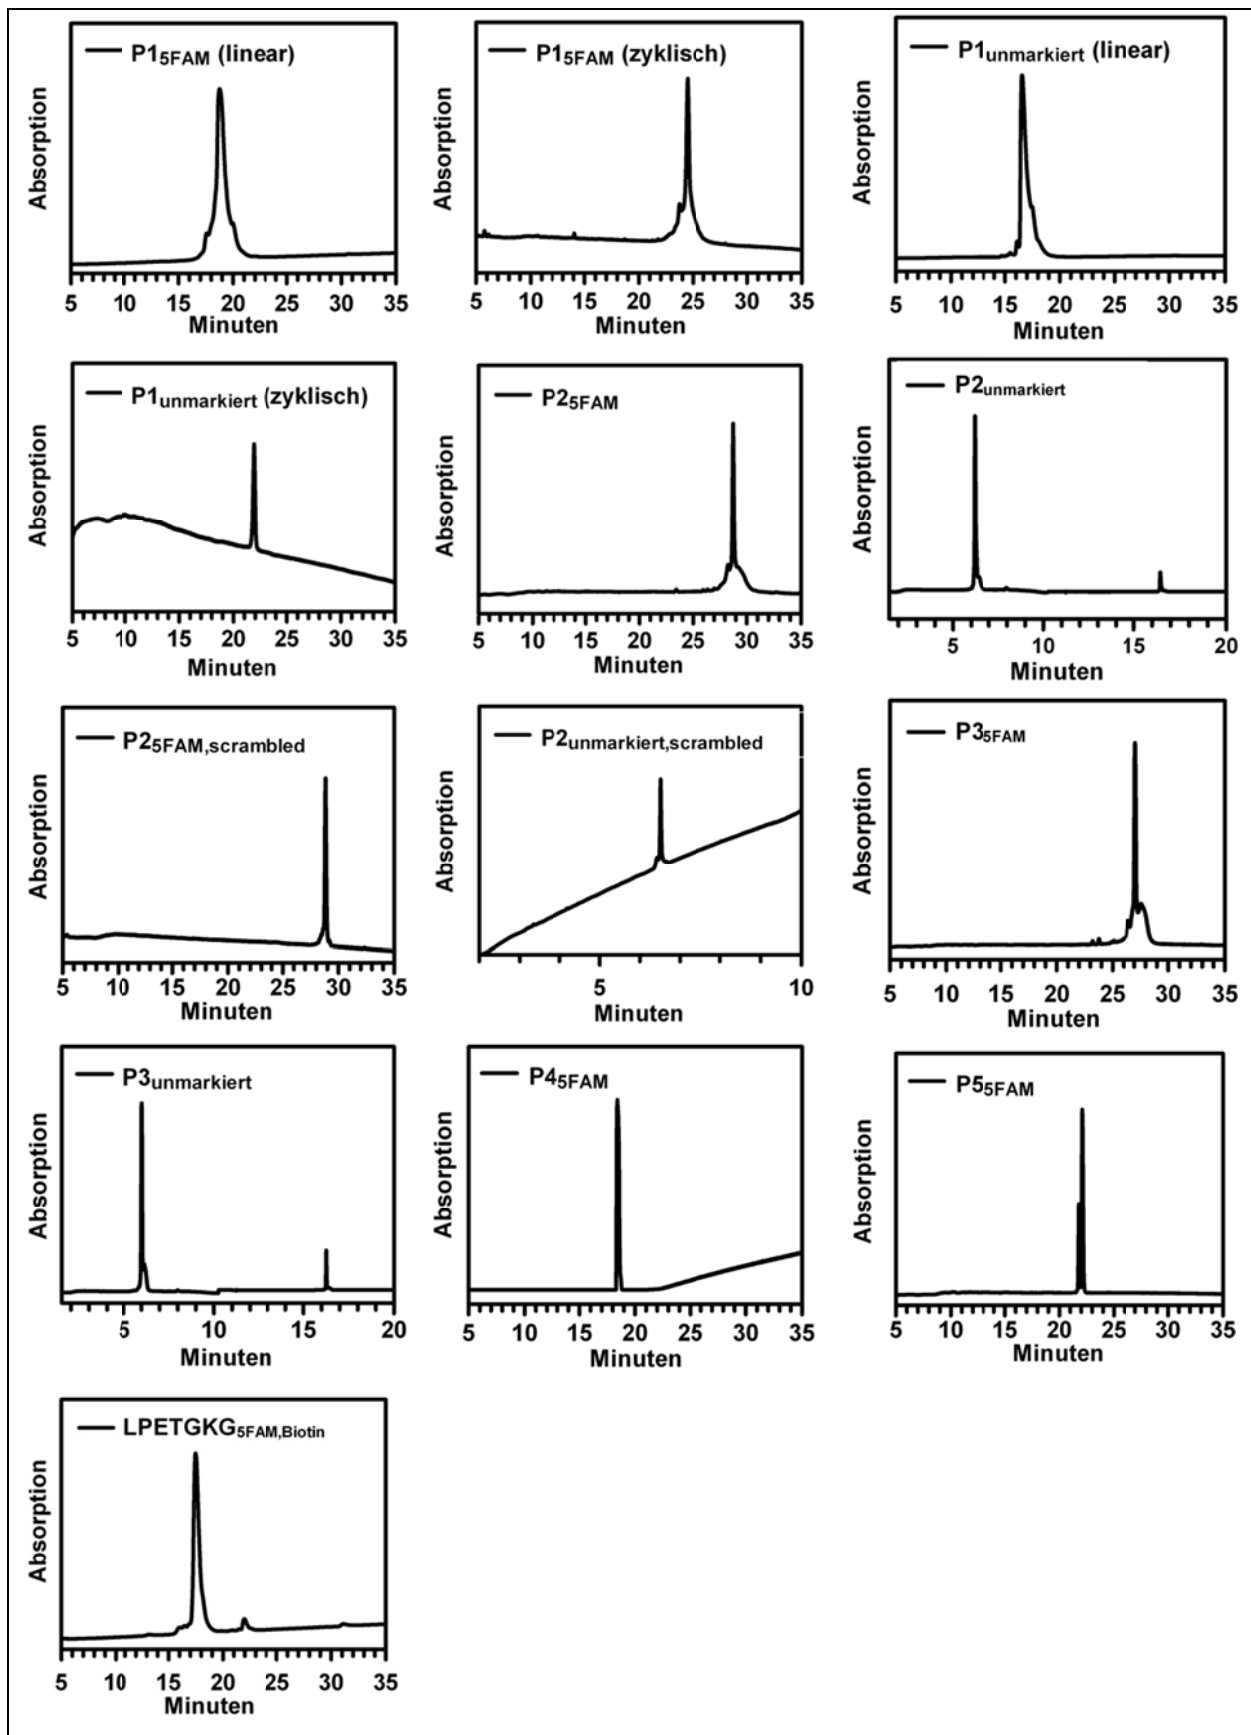 P15FAM (linear)
Absorption
5 10 15 20 25 30 35
Minuten
P15FAM (zyklisch)
Absorption
5 10 15 20 25 30 35
Minuten
P1unmarkiert (linear)
Absorption
5 10 15 20 25 30 35
Minuten
P1unmarkiert (zyklisch)
Absorption
5 10 15 20 25 30 35
Minuten
P25FAM
Absorption
5 10 15 20 25 30 35
Minuten
P2unmarkiert
Absorption
5 10 15 20
Minuten
P25FAM,scrambled
Absorption
5 10 15 20 25 30 35
Minuten
P2unmarkiert,scrambled
Absorption
5 10
Minuten
P35FAM
Absorption
5 10 15 20 25 30 35
Minuten
P3unmarkiert
Absorption
5 10 15 20
Minuten
P45FAM
Absorption
5 10 15 20 25 30 35
Minuten
P55FAM
Absorption
5 10 15 20 25 30 35
Minuten
LPETGKG5FAM,Biotin
Absorption
5 10 15 20 25 30 35
Minuten